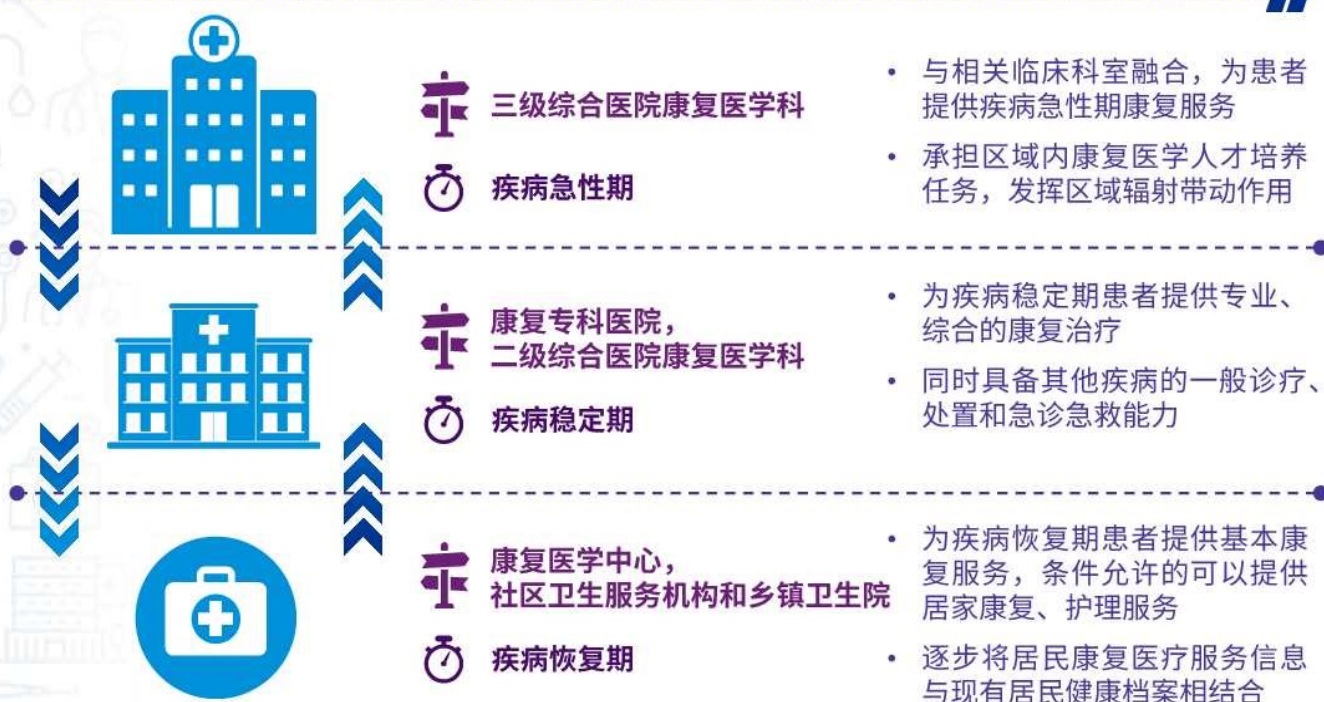 三级综合医院康复医学科
疾病急性期
• 与相关临床科室融合，为患者
提供疾病急性期康复服务
• 承担区域内康复医学人才培养
任务，发挥区域辐射带动作用
康复专科医院，
二级综合医院康复医学科
疾病稳定期
• 为疾病稳定期患者提供专业、
综合的康复治疗
• 同时具备其他疾病的一般诊疗、
处置和急诊急救能力
康复医学中心，
社区卫生服务机构和乡镇卫生院
疾病恢复期
• 为疾病恢复期患者提供基本康
复服务，条件允许的可以提供
居家康复、护理服务
• 逐步将居民康复医疗服务信息
与现有居民健康档案相结合